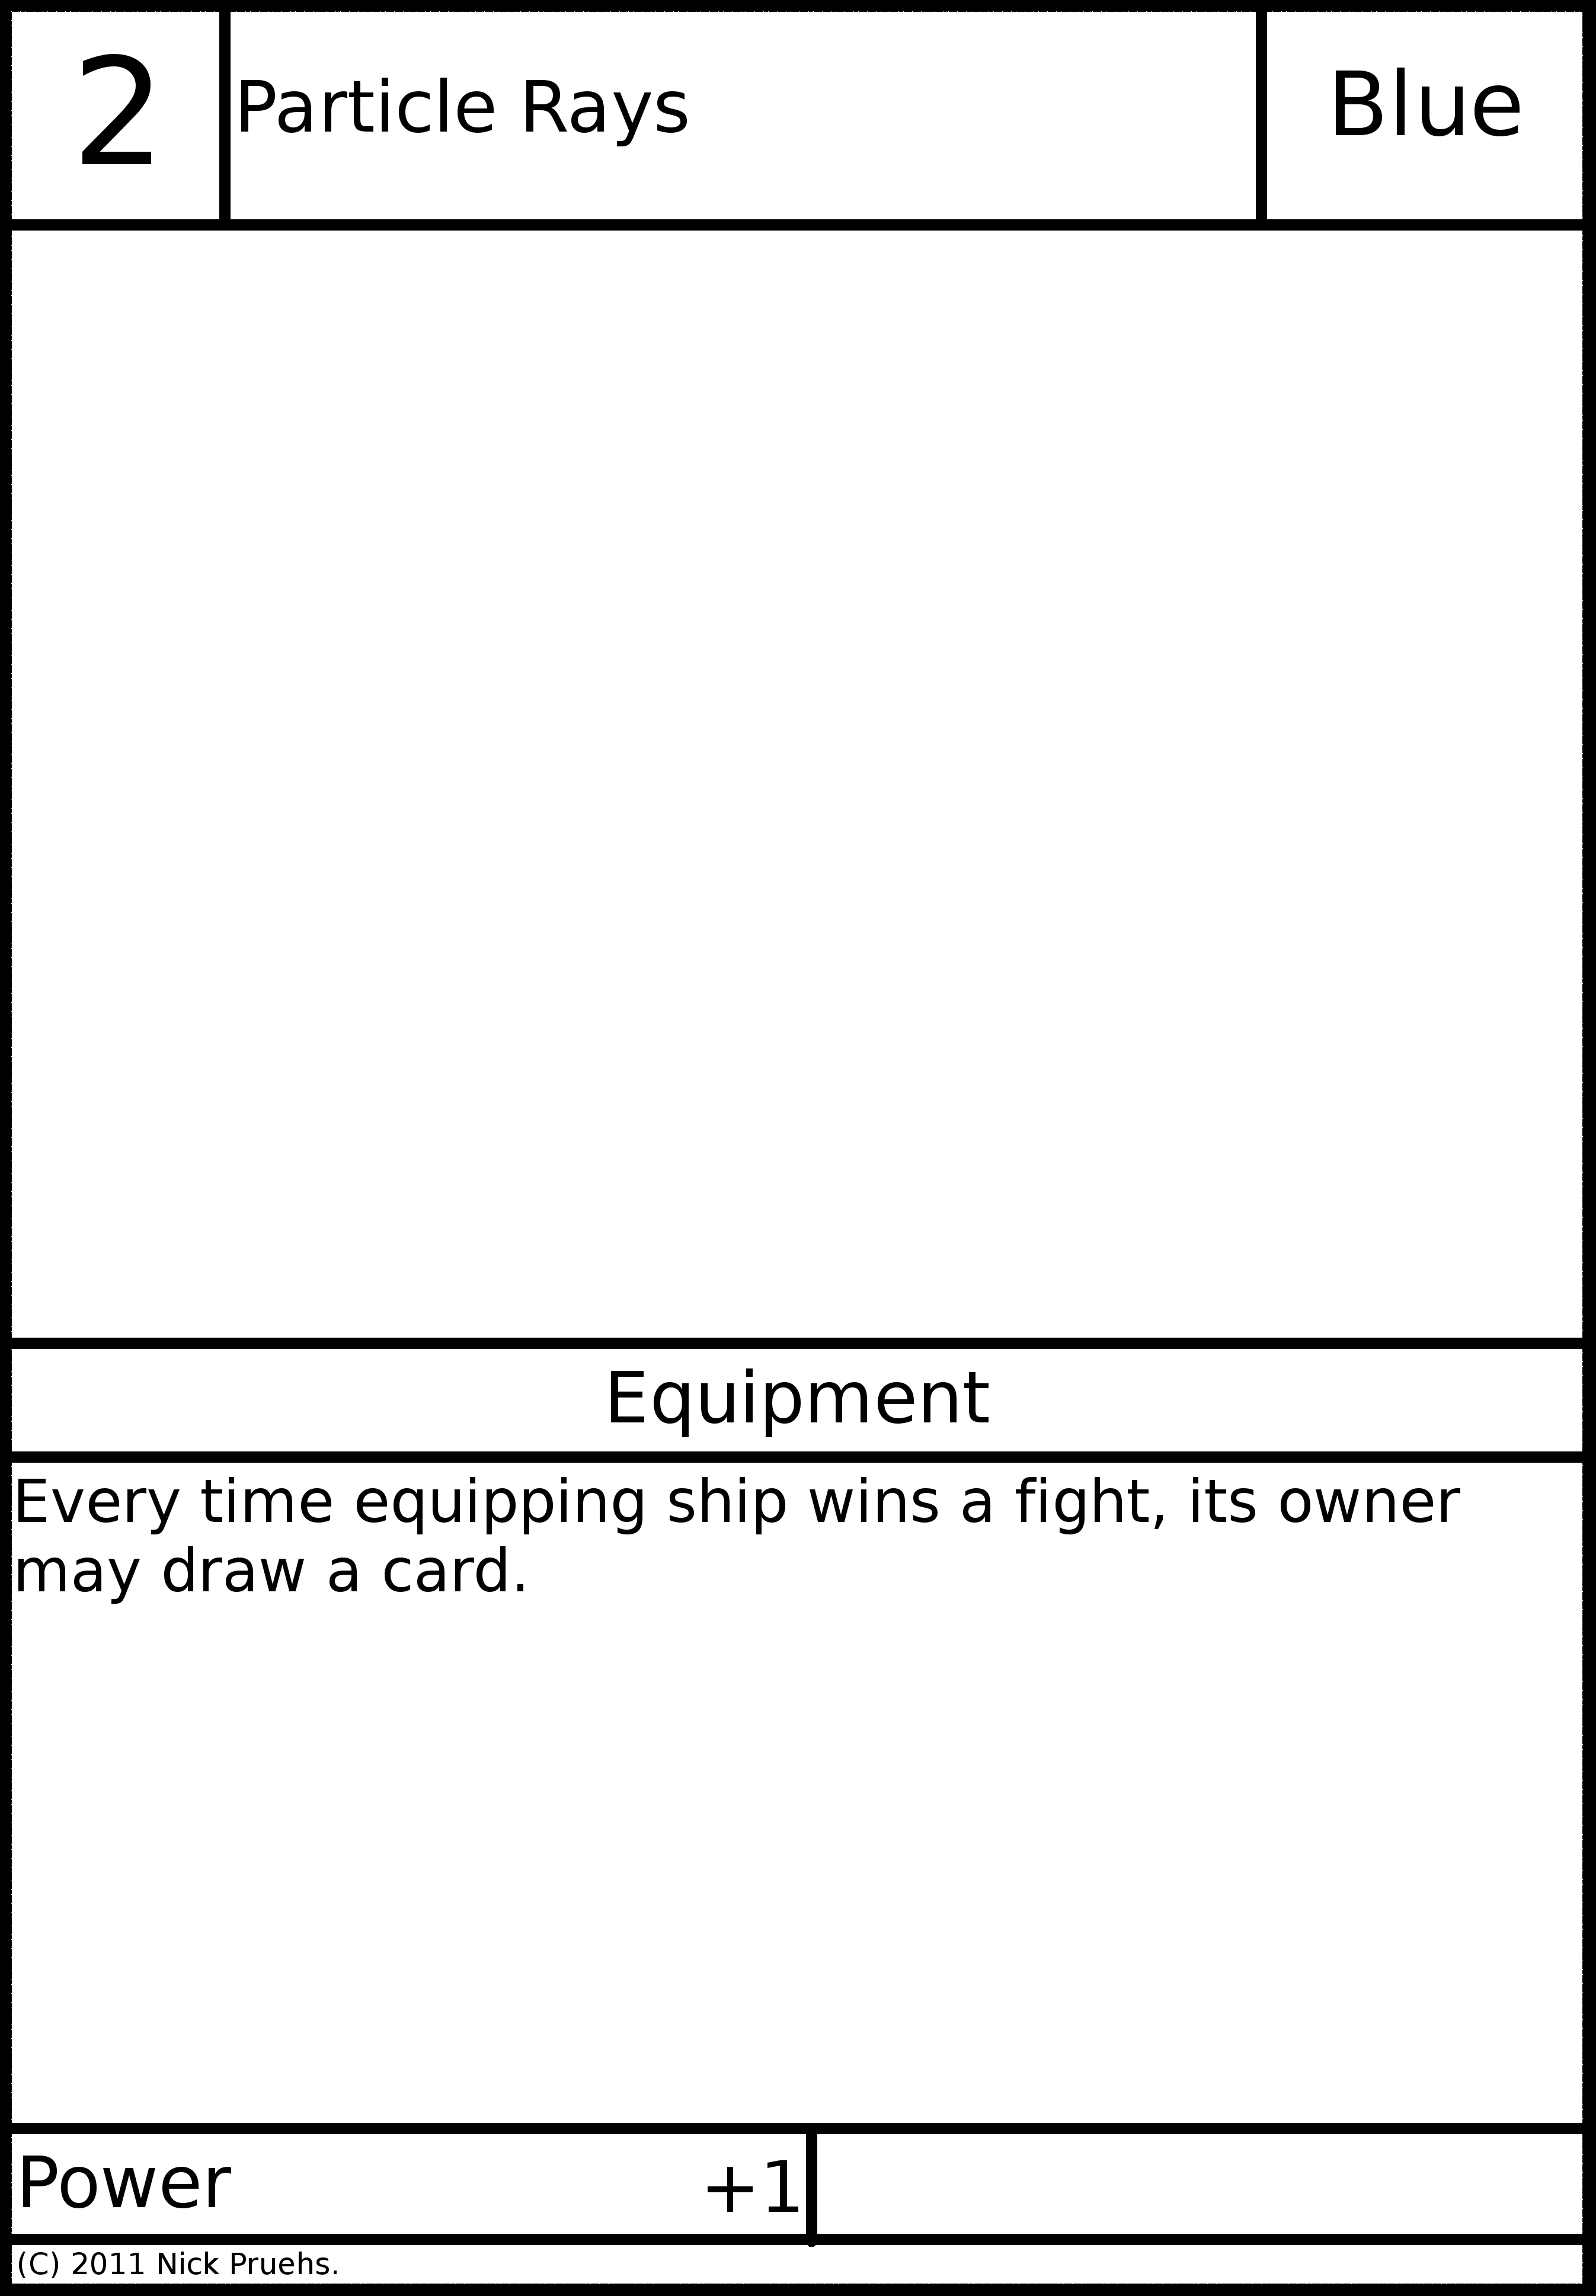 2
Particle Rays
Blue
Equipment
Every time equipping ship wins a fight, its owner
may draw a card.
Power
+1
(C) 2011 Nick Pruehs.